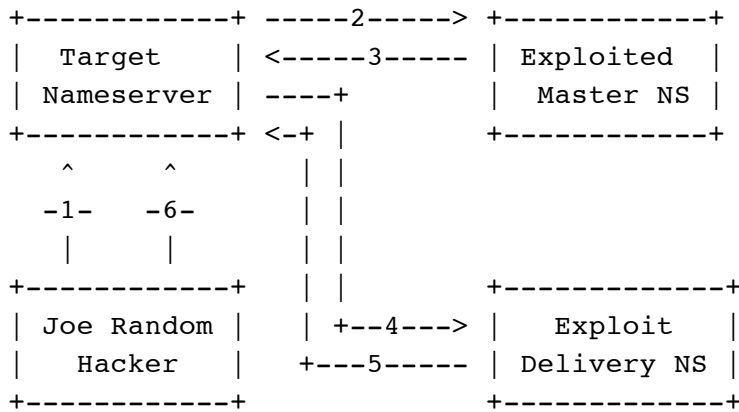 +------------+ -----2-----> +------------+
|  Target    | <-----3----- | Exploited  |
| Nameserver | ----+        |  Master NS |
+------------+ <-+ |        +------------+
   ^     ^       | |
  -1-   -6-      | |
   |     |       | |
+------------+   | |        +-------------+
| Joe Random |   | +--4---> |   Exploit   |
|   Hacker   |   +---5----- | Delivery NS |
+------------+              +-------------+